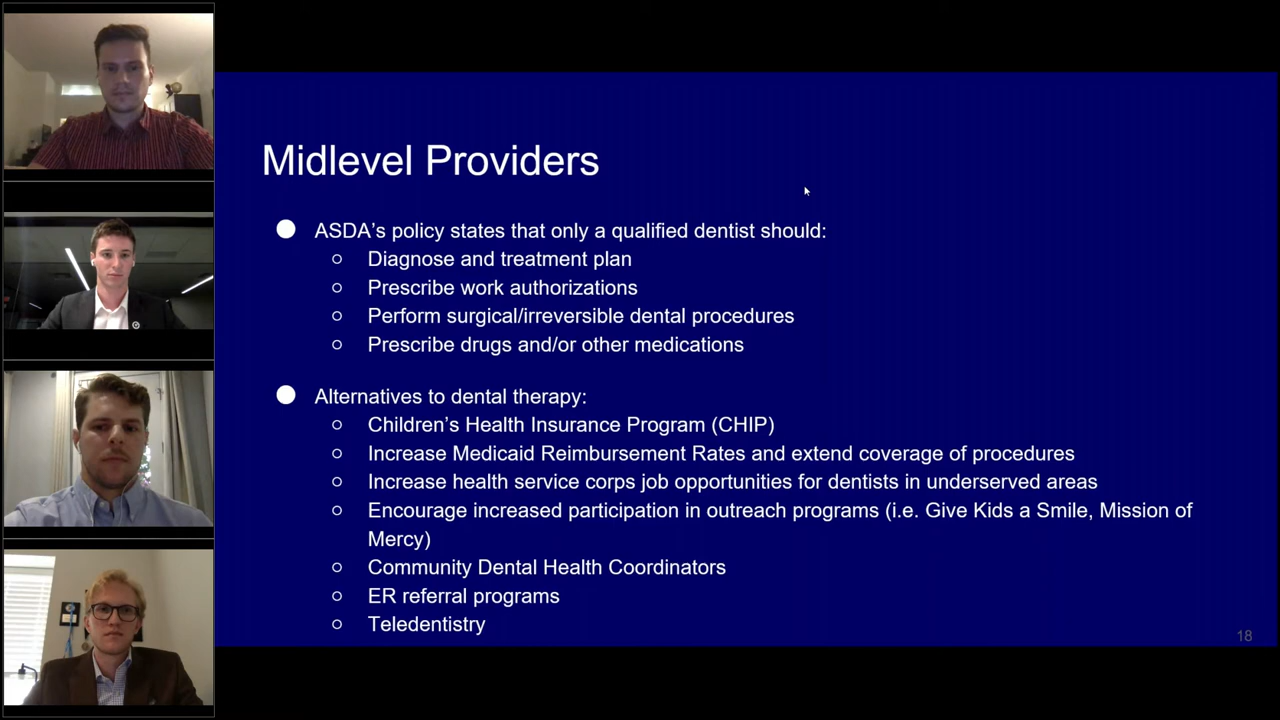 Midlevel Providers
● ASDA's policy states that only a qualified dentist should:
○ Diagnose and treatment plan
○ Prescribe work authorizations
○ Perform surgical/irreversible dental procedures
○ Prescribe drugs and/or other medications
● Alternatives to dental therapy:
○ Children's Health Insurance Program (CHIP)
○ Increase Medicaid Reimbursement Rates and extend coverage of procedures
○ Increase health service corps job opportunities for dentists in underserved areas
○ Encourage increased participation in outreach programs (i.e. Give Kids a Smile, Mission of
Mercy)
○ Community Dental Health Coordinators
○ ER referral programs
○ Teledentistry
18